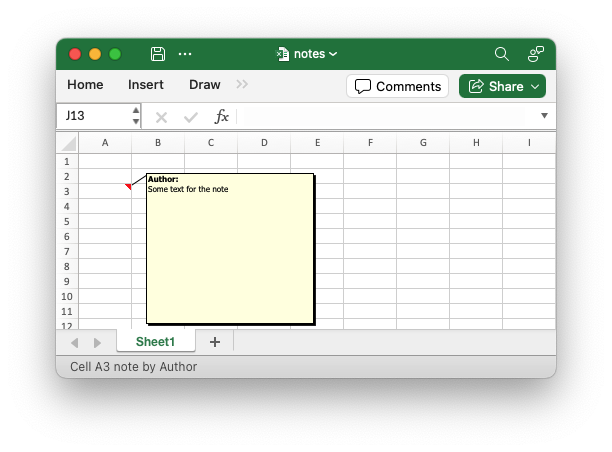 notes
Home Insert Draw Comments Share
J13 fx
A B C D E F G H I
1
2
Author:
3
Some text for the note
4
5
6
7
8
9
10
11
12
Sheet1 +
Cell A3 note by Author